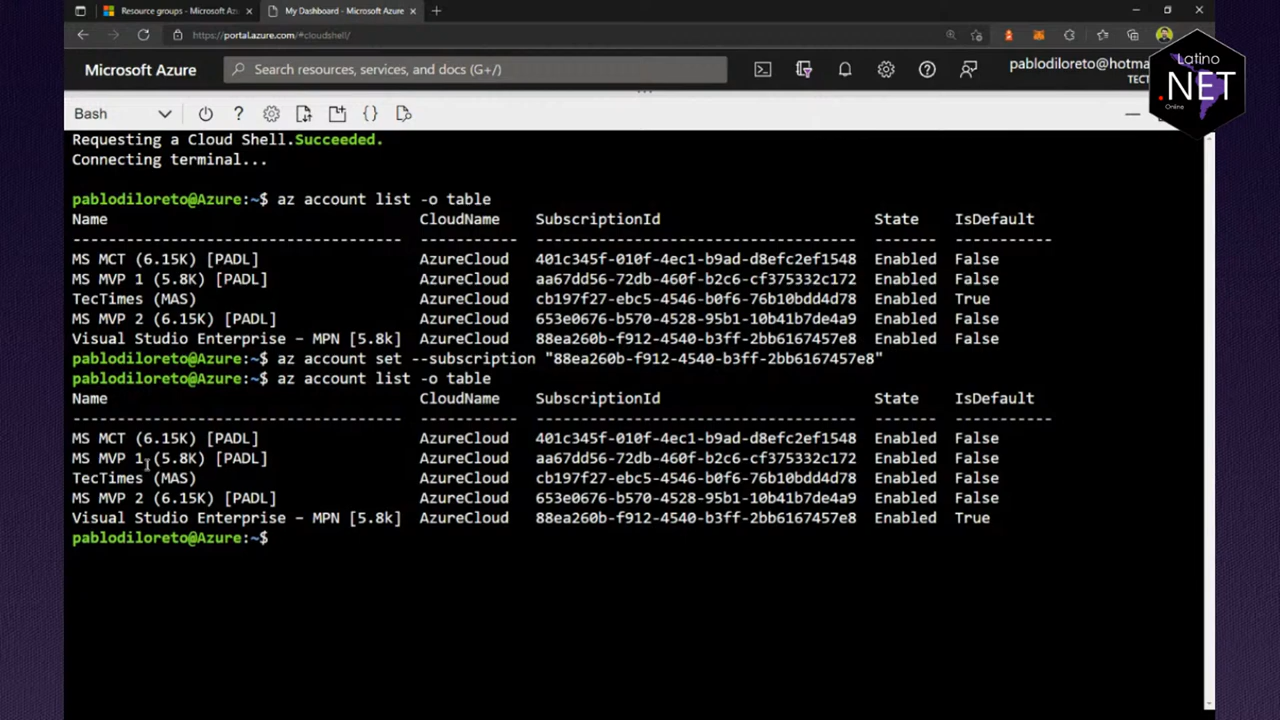 Resource groups - Microsoft Az
My Dashboard - Microsoft Azure
https://portal.azure.com/#cloudshell/
Microsoft Azure
Search resources, services, and docs (G+/)
pablodiloreto@hotma
TECT
Latino
.NET
Online
Bash
Requesting a Cloud Shell.Succeeded.
Connecting terminal...
pablodiloreto@Azure:~$ az account list -o table
Name CloudName SubscriptionId State IsDefault
------------------------------------- ----------- ------------------------------------ ------- -----------
MS MCT (6.15K) [PADL] AzureCloud 401c345f-010f-4ec1-b9ad-d8efc2ef1548 Enabled False
MS MVP 1 (5.8K) [PADL] AzureCloud aa67dd56-72db-460f-b2c6-cf375332c172 Enabled False
TecTimes (MAS) AzureCloud cb197f27-ebc5-4546-b0f6-76b10bdd4d78 Enabled True
MS MVP 2 (6.15K) [PADL] AzureCloud 653e0676-b570-4528-95b1-10b41b7de4a9 Enabled False
Visual Studio Enterprise – MPN [5.8k] AzureCloud 88ea260b-f912-4540-b3ff-2bb6167457e8 Enabled False
pablodiloreto@Azure:~$ az account set --subscription "88ea260b-f912-4540-b3ff-2bb6167457e8"
pablodiloreto@Azure:~$ az account list -o table
Name CloudName SubscriptionId State IsDefault
------------------------------------- ----------- ------------------------------------ ------- -----------
MS MCT (6.15K) [PADL] AzureCloud 401c345f-010f-4ec1-b9ad-d8efc2ef1548 Enabled False
MS MVP 1 (5.8K) [PADL] AzureCloud aa67dd56-72db-460f-b2c6-cf375332c172 Enabled False
TecTimes (MAS) AzureCloud cb197f27-ebc5-4546-b0f6-76b10bdd4d78 Enabled False
MS MVP 2 (6.15K) [PADL] AzureCloud 653e0676-b570-4528-95b1-10b41b7de4a9 Enabled False
Visual Studio Enterprise – MPN [5.8k] AzureCloud 88ea260b-f912-4540-b3ff-2bb6167457e8 Enabled True
pablodiloreto@Azure:~$